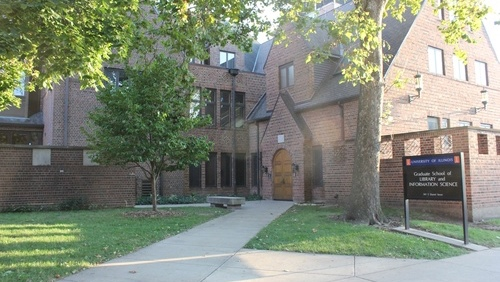 UNIVERSITY OF ILLINOIS
Graduate School of
LIBRARY and
INFORMATION SCIENCE